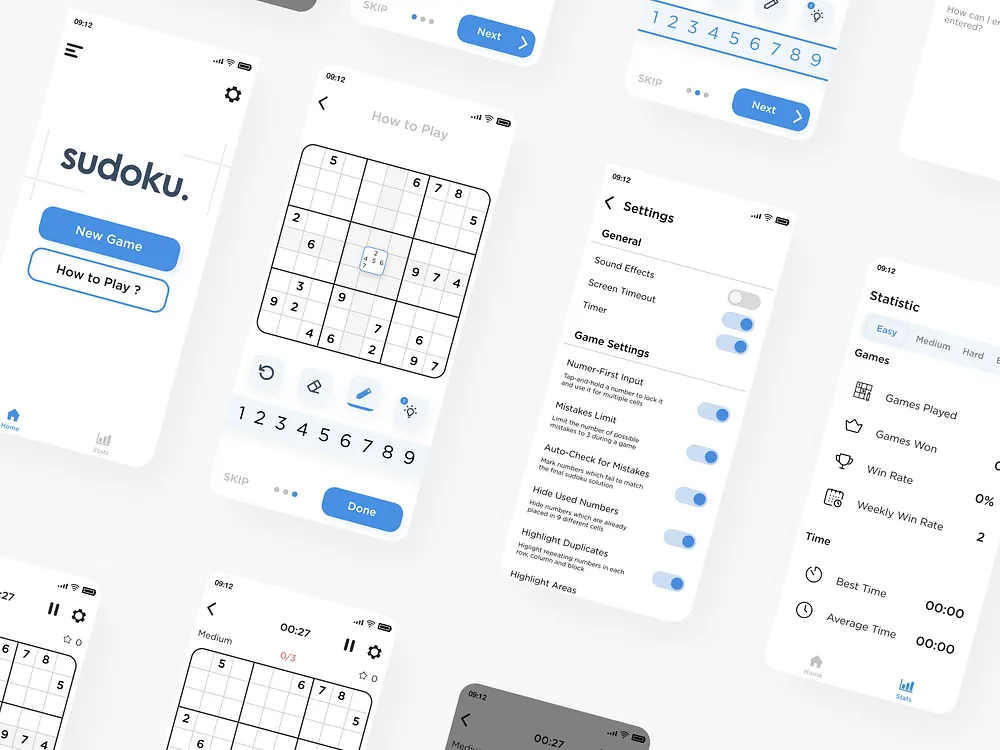 SKIP
Next
1 2 3 4 5 6 7 8 9
SKIP
Next
How can I
entered?
09:12
sudoku.
New Game
How to Play ?
Home
Stats
09:12
How to Play
5 6 7 8
5
2
6
2
4 5 6
7
9 7 4
3 9
9 2 7 6
4 6 2 9 7
1
1 2 3 4 5 6 7 8 9
SKIP
Done
09:12
Settings
General
Sound Effects
Screen Timeout
Timer
Game Settings
Numer-First Input
Tap-and-hold a number to lock it
and use it for multiple cells
Mistakes Limit
Limit the number of possible
mistakes to 3 during a game
Auto-Check for Mistakes
Mark numbers which fail to match
the final sudoku solution
Hide Used Numbers
Hide numbers which are already
placed in 9 different cells
Highlight Duplicates
Higlight repeating numbers in each
row, column and block
Highlight Areas
09:12
Statistic
Easy Medium Hard
Games
Games Played
Games Won
Win Rate 0%
Weekly Win Rate 2
Time
Best Time 00:00
Average Time 00:00
Home
Stats
:27
0
6 7 8
5
9 7 4
09:12
00:27
Medium
0/3
0
5 6 7 8
5
2
6
09:12
00:27
Medium